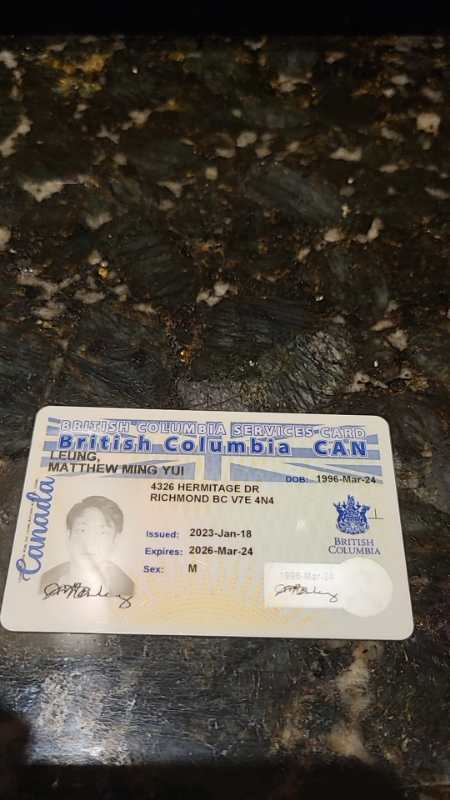 BRITISH COLUMBIA SERVICES CARD
British Columbia CAN
LEUNG,
MATTHEW MING YUI
DOB: 1996-Mar-24
4326 HERMITAGE DR
RICHMOND BC V7E 4N4
Canada
Issued: 2023-Jan-18
Expires: 2026-Mar-24
Sex: M
BRITISH
COLUMBIA
1996-Mar-24